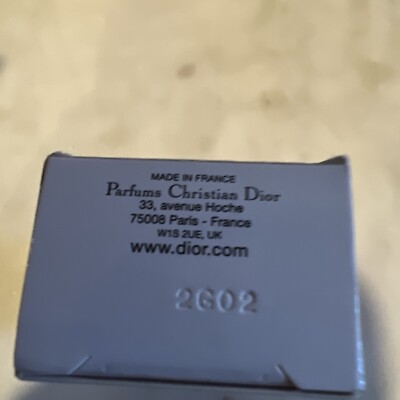 MADE IN FRANCE
Parfums Christian Dior
33, avenue Hoche
75008 Paris - France
W1S 2UE, UK
www.dior.com
2G02